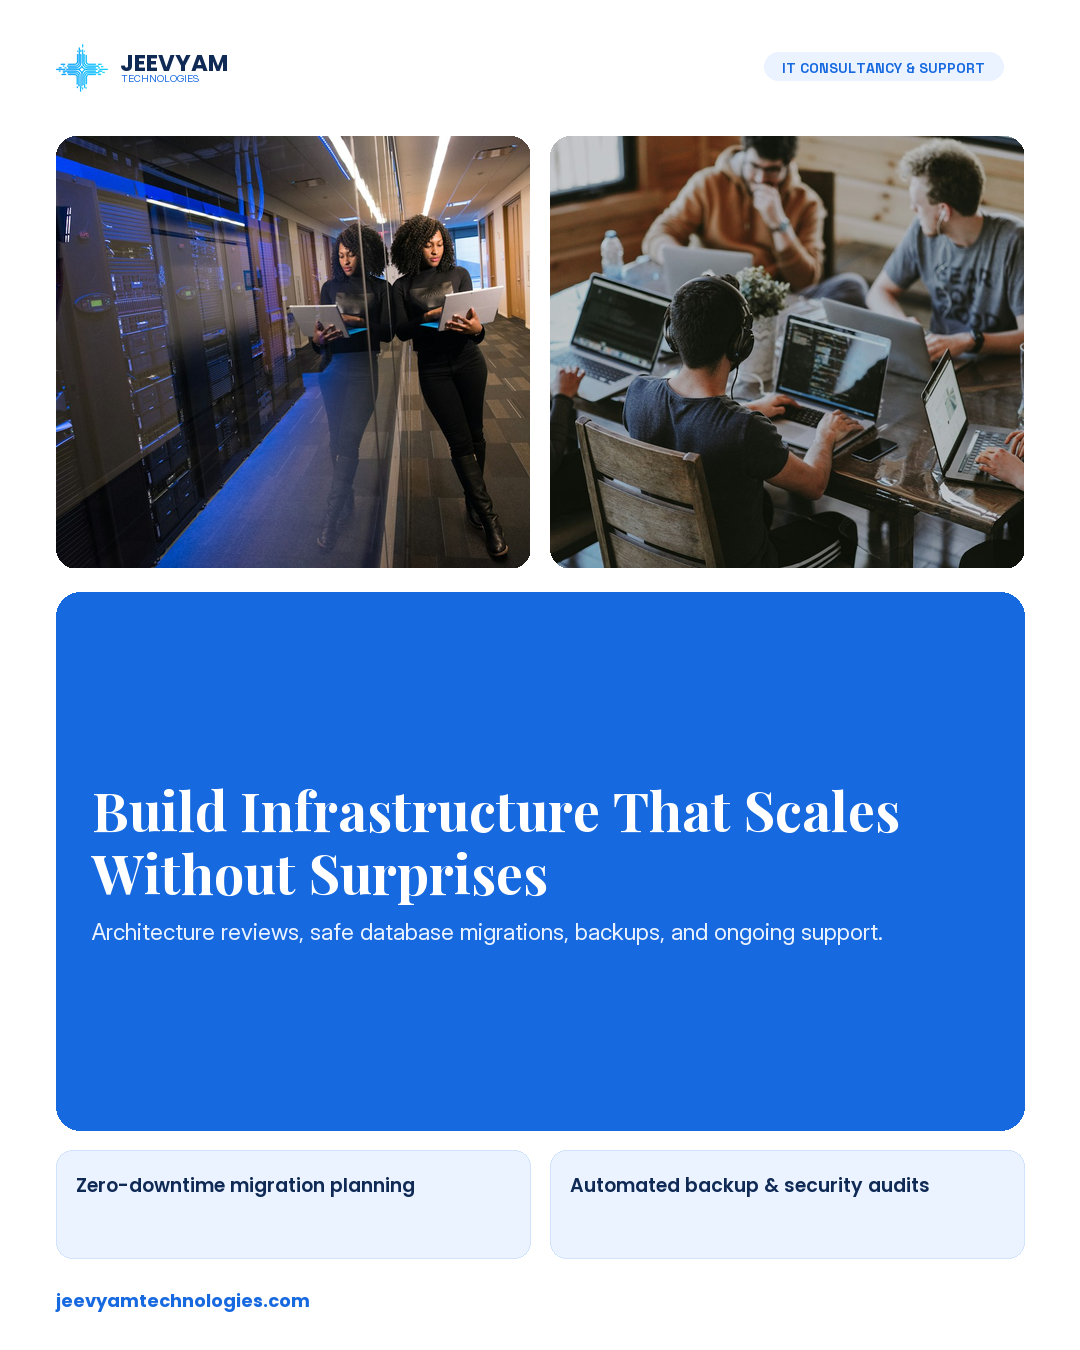 JEEVYAM
TECHNOLOGIES
IT CONSULTANCY & SUPPORT
Build Infrastructure That Scales
Without Surprises
Architecture reviews, safe database migrations, backups, and ongoing support.
Zero-downtime migration planning
Automated backup & security audits
jeevyamtechnologies.com